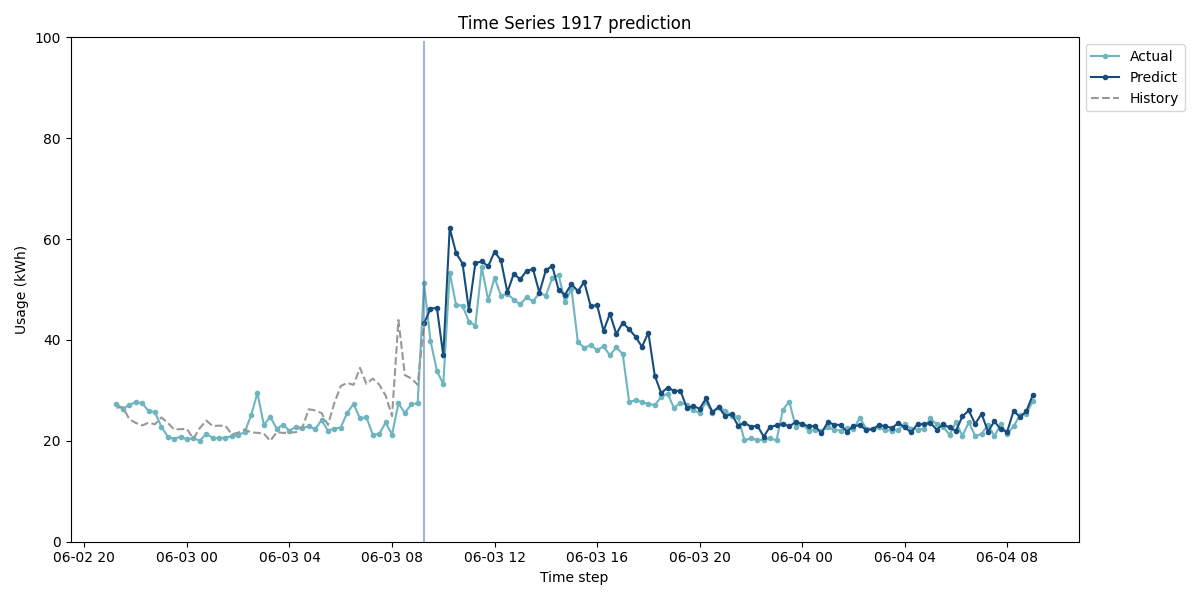 Time Series 1917 prediction
100
80
60
40
20
0
Usage (kWh)
06-02 20 06-03 00 06-03 04 06-03 08 06-03 12 06-03 16 06-03 20 06-04 00 06-04 04 06-04 08
Time step
Actual
Predict
History